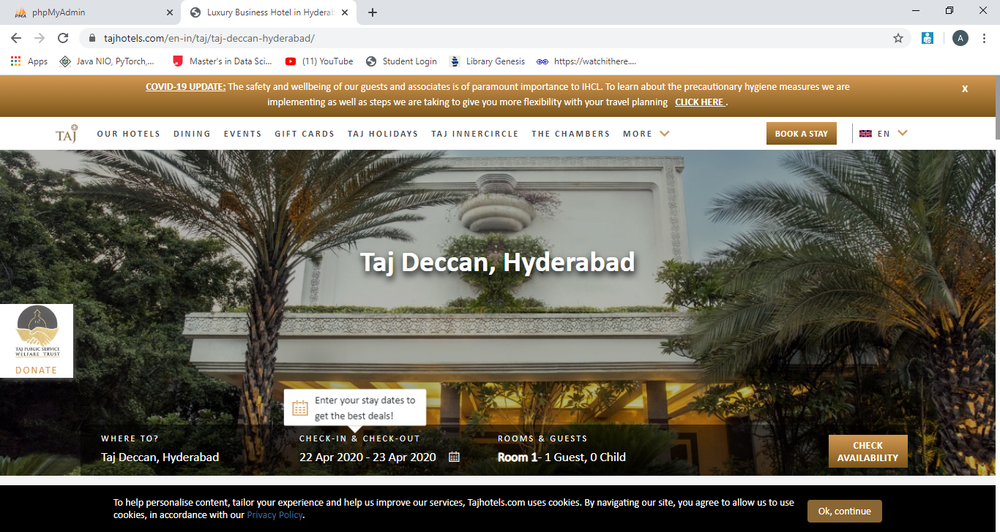 phpMyAdmin
Luxury Business Hotel in Hyderab
tajhotels.com/en-in/taj/taj-deccan-hyderabad/
A
Apps
Java NIO, PyTorch,...
Master's in Data Sci...
(11) YouTube
Student Login
Library Genesis
https://watchithere....
COVID-19 UPDATE: The safety and wellbeing of our guests and associates is of paramount importance to IHCL. To learn about the precautionary hygiene measures we are
implementing as well as steps we are taking to give you more flexibility with your travel planning CLICK HERE .
X
TAJ
OUR HOTELS
DINING
EVENTS
GIFT CARDS
TAJ HOLIDAYS
TAJ INNERCIRCLE
THE CHAMBERS
MORE
BOOK A STAY
EN
Taj Deccan, Hyderabad
TAJ PUBLIC SERVICE
WELFARE TRUST
DONATE
Enter your stay dates to
get the best deals!
WHERE TO?
Taj Deccan, Hyderabad
CHECK-IN & CHECK-OUT
22 Apr 2020 - 23 Apr 2020
ROOMS & GUESTS
Room 1- 1 Guest, 0 Child
CHECK
AVAILABILITY
To help personalise content, tailor your experience and help us improve our services, Tajhotels.com uses cookies. By navigating our site, you agree to allow us to use
cookies, in accordance with our Privacy Policy.
Ok, continue